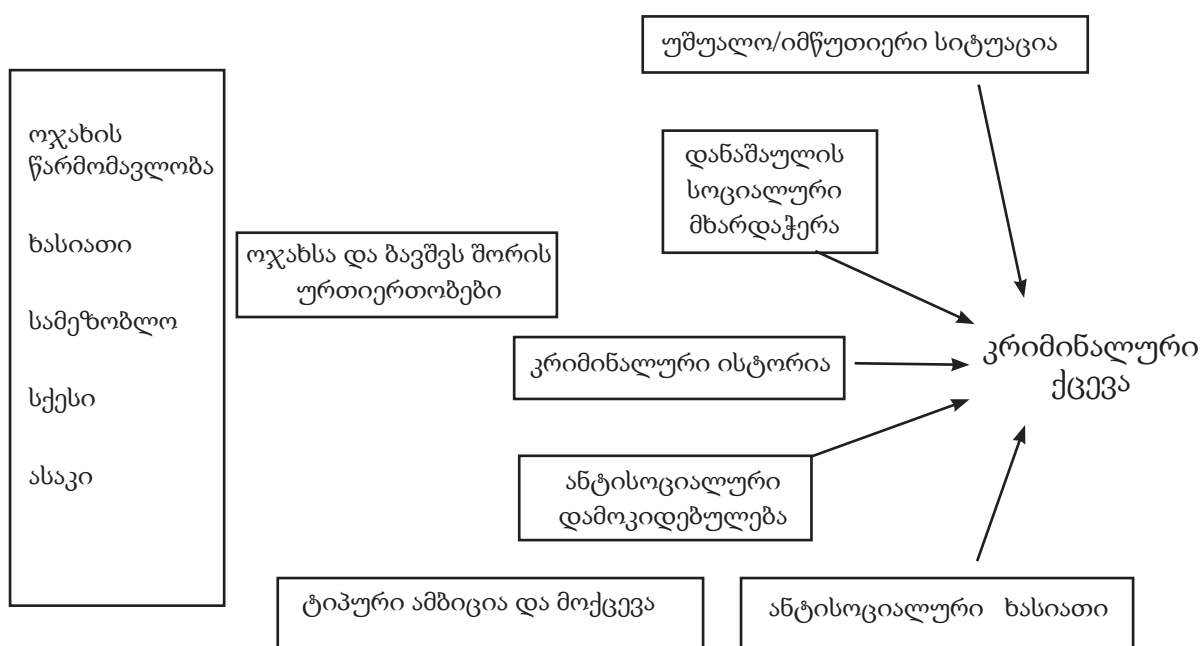 უშუალო/იმწუთიერი სიტუაცია
ოჯახის
წარმომავლობა
ხასიათი
სამეზობლო
სქესი
ასაკი
ოჯახსა და ბავშვს შორის
ურთიერთობები
დანაშაულის
სოციალური
მხარდაჭერა
კრიმინალური ისტორია
კრიმინალური
ქცევა
ანტისოციალური
დამოკიდებულება
ტიპური ამბიცია და მოქცევა
ანტისოციალური ხასიათი